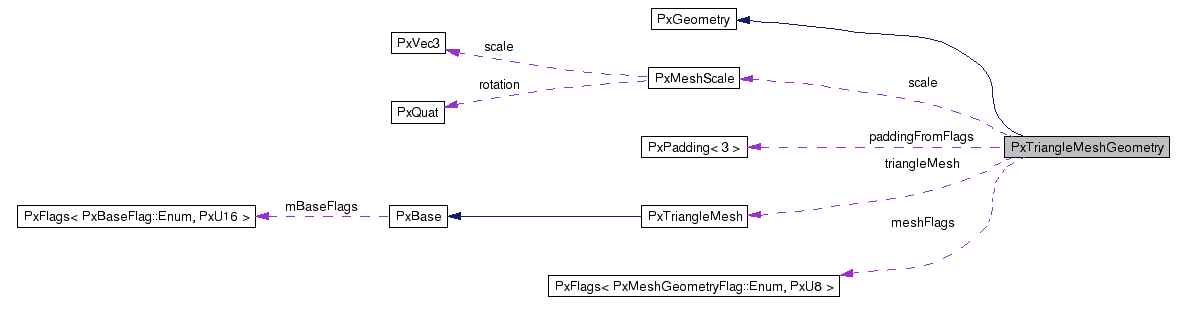 PxGeometry
PxVec3
scale
PxMeshScale
scale
rotation
PxQuat
paddingFromFlags
PxPadding< 3 >
PxTriangleMeshGeometry
triangleMesh
mBaseFlags
PxFlags< PxBaseFlag::Enum, PxU16 >
PxBase
PxTriangleMesh
meshFlags
PxFlags< PxMeshGeometryFlag::Enum, PxU8 >